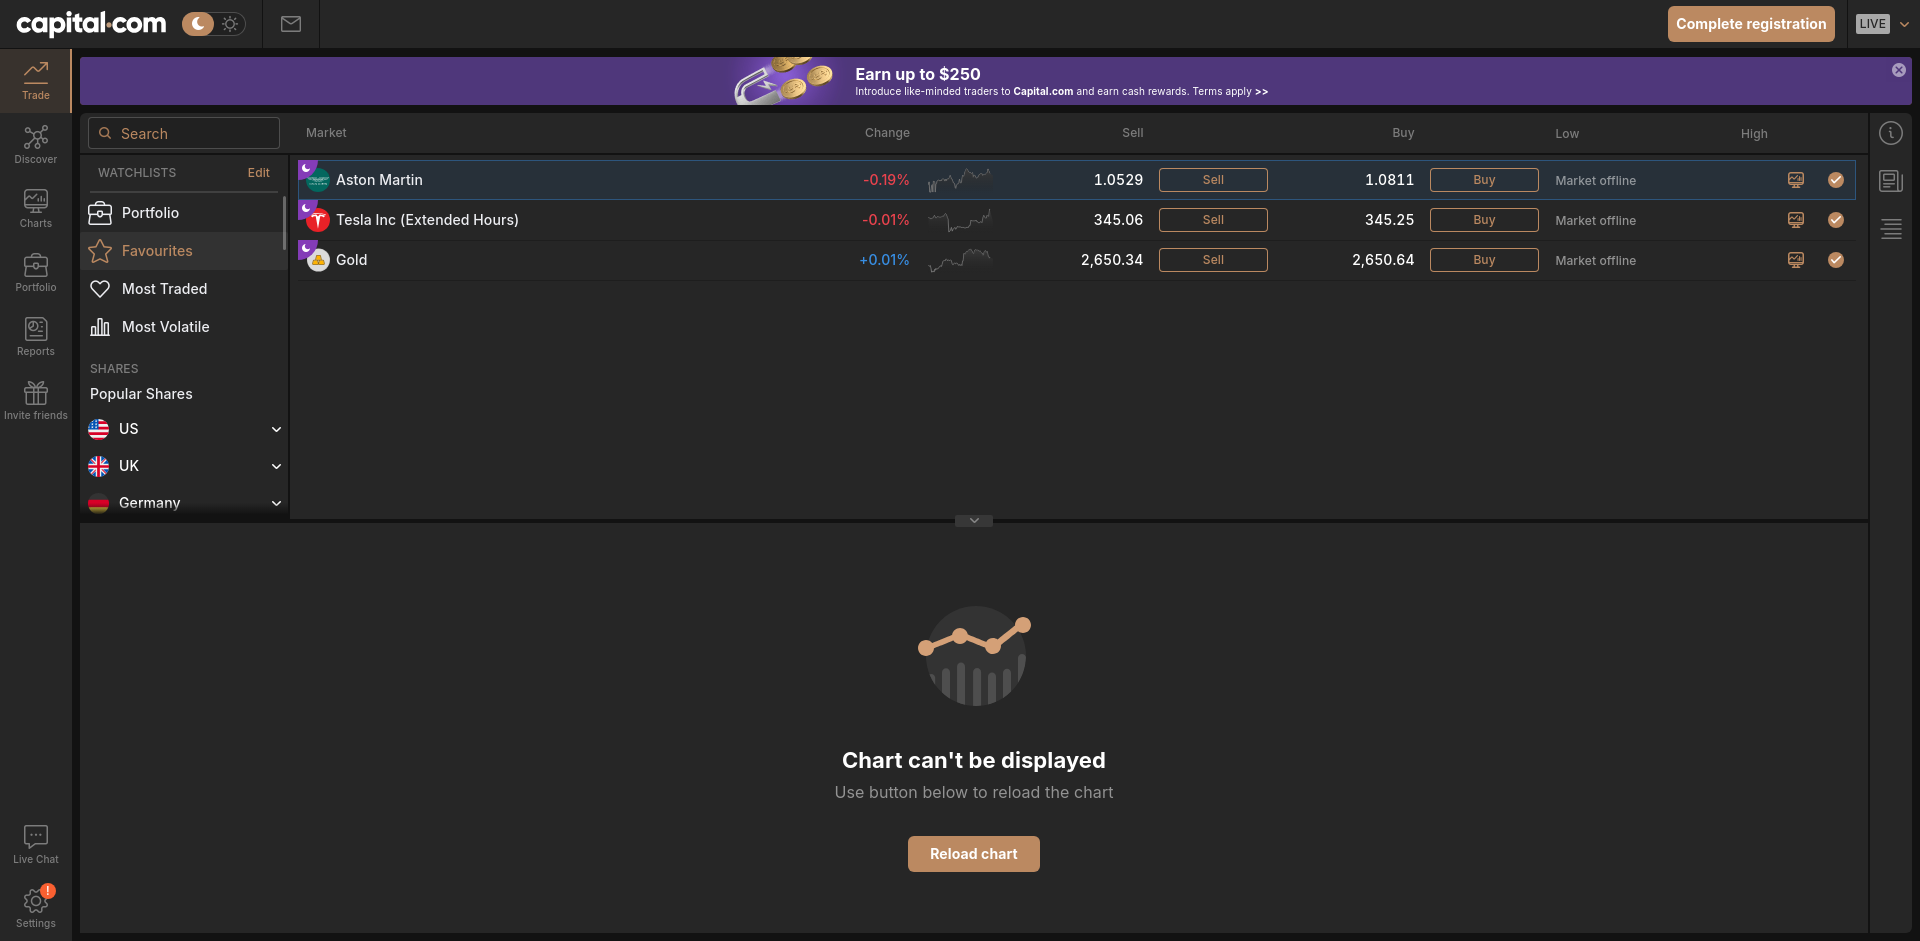 capital.com
Complete registration
LIVE
Trade
Discover
Charts
Portfolio
Reports
Invite friends
Live Chat
!
Settings
Earn up to $250
Introduce like-minded traders to Capital.com and earn cash rewards. Terms apply >>
Search
WATCHLISTS Edit
Portfolio
Favourites
Most Traded
Most Volatile
SHARES
Popular Shares
US
UK
Germany
Market Change Sell Buy Low High
Aston Martin -0.19% 1.0529 Sell 1.0811 Buy Market offline
Tesla Inc (Extended Hours) -0.01% 345.06 Sell 345.25 Buy Market offline
Gold +0.01% 2,650.34 Sell 2,650.64 Buy Market offline
Chart can't be displayed
Use button below to reload the chart
Reload chart